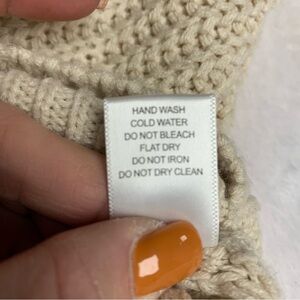 HAND WASH
COLD WATER
DO NOT BLEACH
FLAT DRY
DO NOT IRON
DO NOT DRY CLEAN